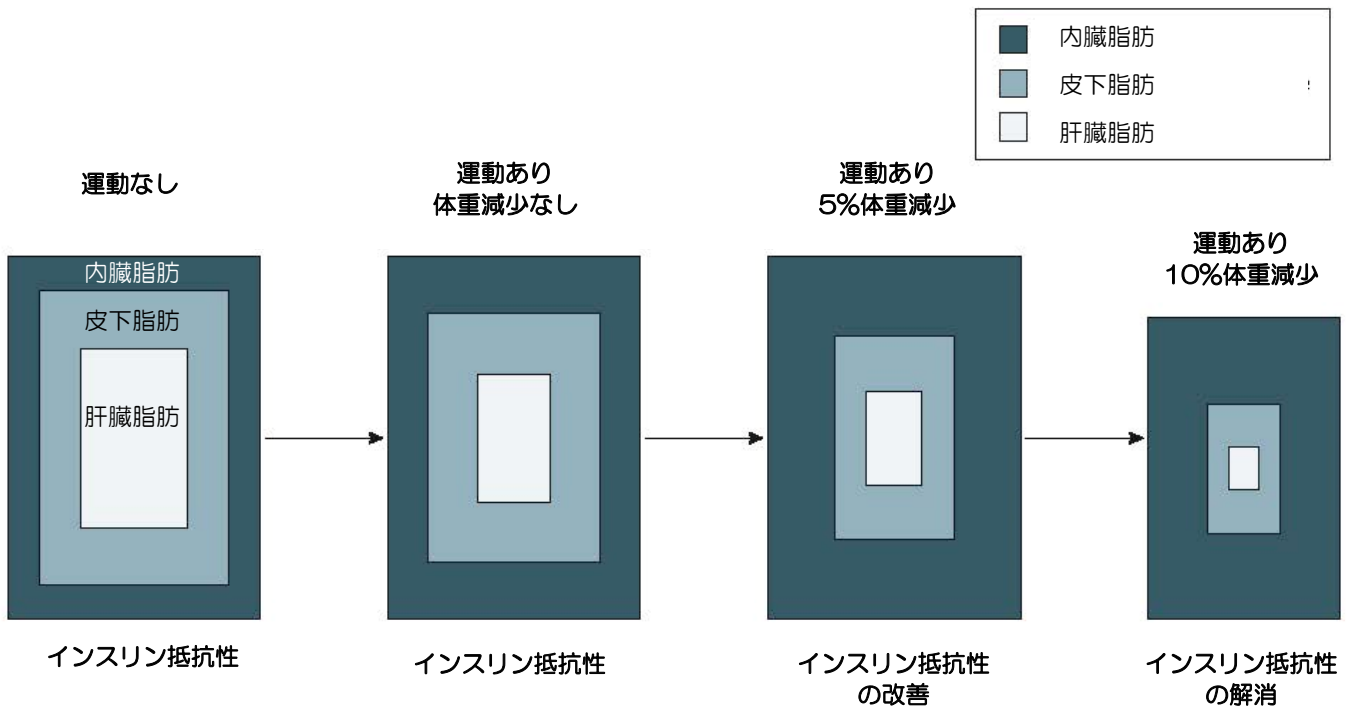 内臓脂肪
皮下脂肪
肝臓脂肪
運動なし
運動あり
体重減少なし
運動あり
5%体重減少
運動あり
10%体重減少
内臓脂肪
皮下脂肪
肝臓脂肪
インスリン抵抗性
インスリン抵抗性
インスリン抵抗性
の改善
インスリン抵抗性
の解消